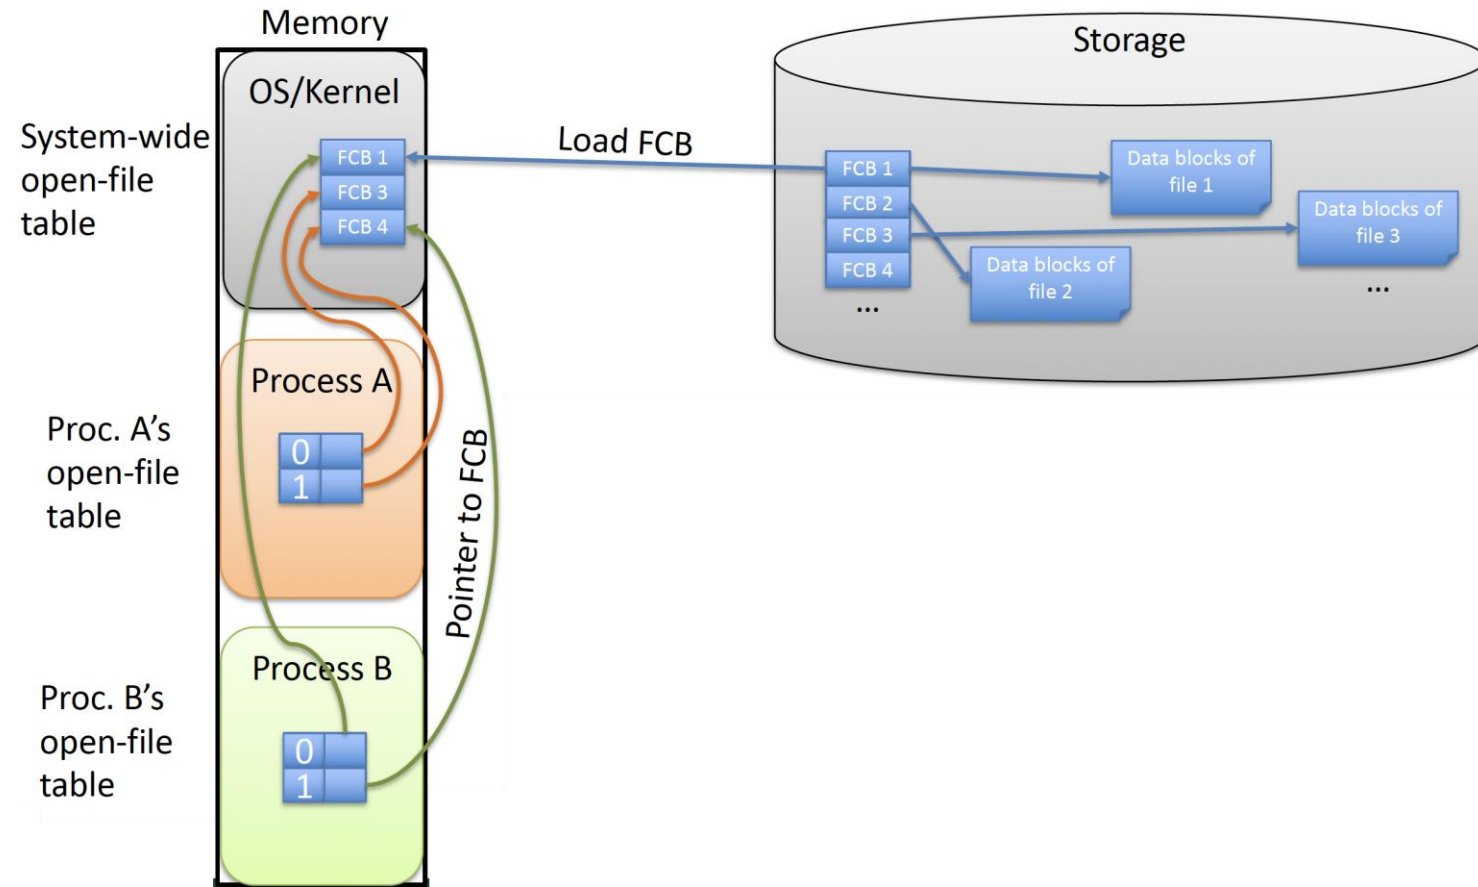 Memory
OS/Kernel
System-wide
open-file
table
FCB 1
FCB 3
FCB 4
Load FCB
Storage
FCB 1
FCB 2
FCB 3
FCB 4
...
Data blocks of
file 1
Data blocks of
file 2
Data blocks of
file 3
...
Process A
Proc. A's
open-file
table
0
1
Pointer to FCB
Process B
Proc. B's
open-file
table
0
1